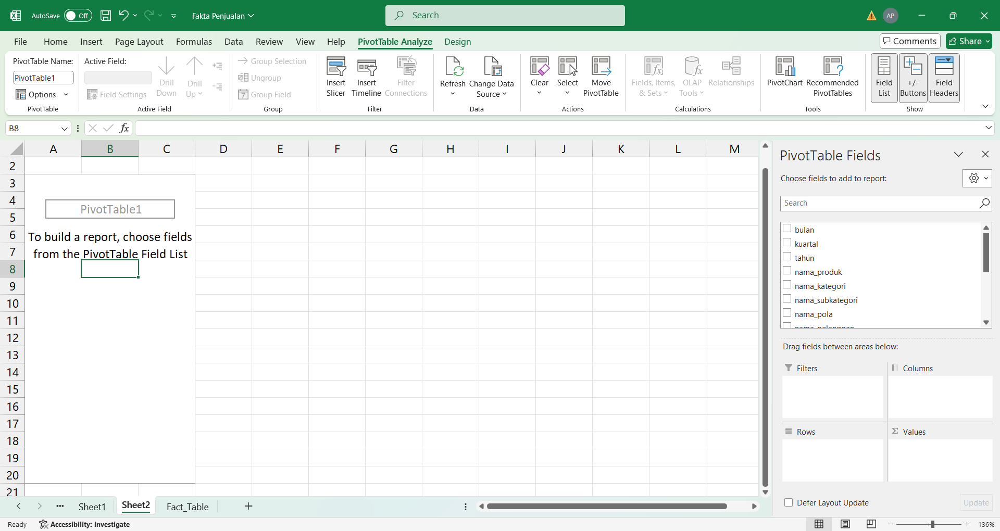 AutoSave Off Fakta Penjualan Search AP
File Home Insert Page Layout Formulas Data Review View Help PivotTable Analyze Design Comments Share
PivotTable Name:
PivotTable1
Options
PivotTable
Active Field:
Field Settings
Drill Down
Drill Up
Active Field
Group Selection
Ungroup
7 Group Field
Group
Insert Slicer
Insert Timeline
Filter Connections
Filter
Refresh
Change Data Source
Data
Clear
Select
Move PivotTable
Actions
Fields, Items, & Sets
OLAP Tools
Relationships
Calculations
PivotChart
Recommended PivotTables
Tools
Field List
+/- Buttons
Field Headers
Show
B8 fx
A B C D E F G H I J K L M
2
3
4
PivotTable1
5
6
To build a report, choose fields
7
from the PivotTable Field List
8
9
10
11
12
13
14
15
16
17
18
19
20
21
PivotTable Fields
Choose fields to add to report:
Search
bulan
kuartal
tahun
nama_produk
nama_kategori
nama_subkategori
nama_pola
nama_pelanggan
Drag fields between areas below:
Filters
Columns
Rows
Σ Values
Defer Layout Update Update
Sheet1 Sheet2 Fact_Table
Ready Accessibility: Investigate 136%